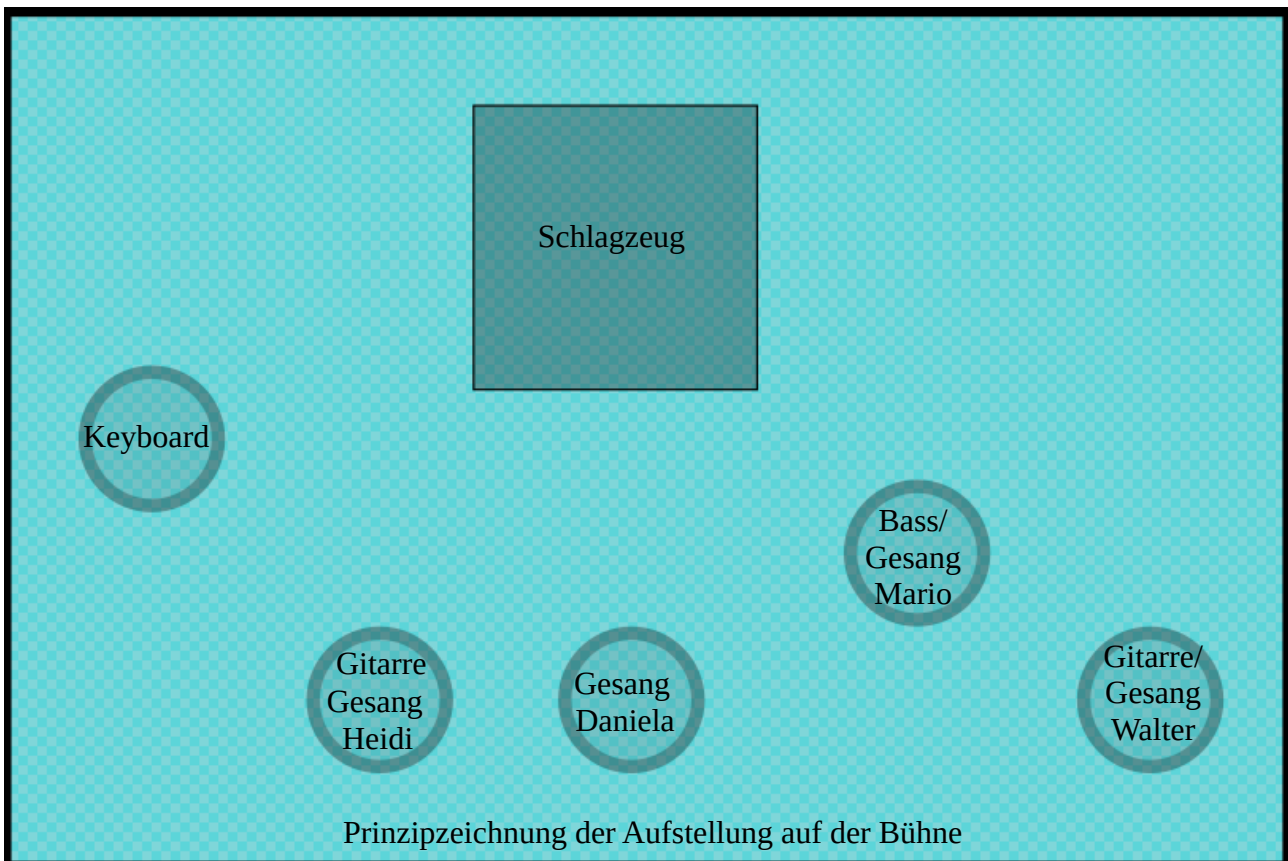 Schlagzeug
Keyboard
Bass/
Gesang
Mario
Gitarre
Gesang
Heidi
Gesang
Daniela
Gitarre/
Gesang
Walter
Prinzipzeichnung der Aufstellung auf der Bühne